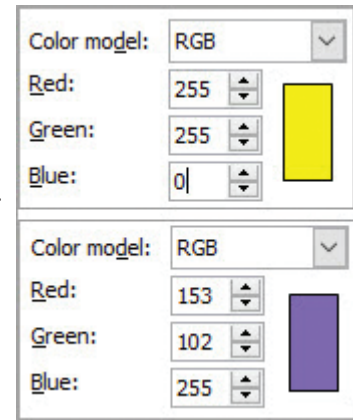 Color model: RGB
Red: 255
Green: 255
Blue: 0
Color model: RGB
Red: 153
Green: 102
Blue: 255